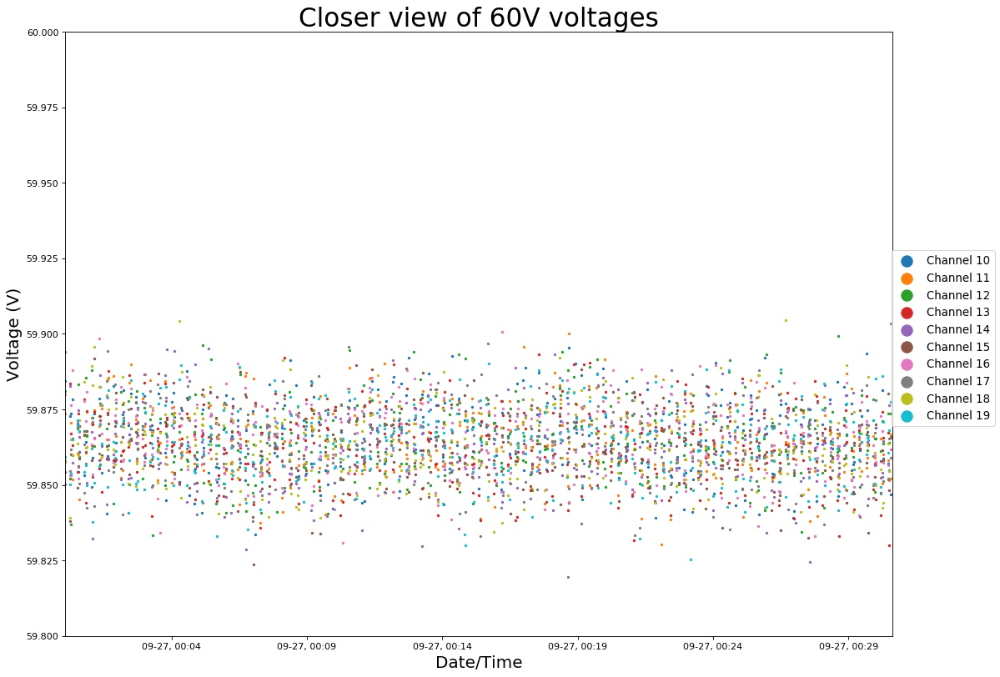 Closer view of 60V voltages
60.000
59.975
59.950
59.925
59.900
59.875
59.850
59.825
59.800
Voltage (V)
09-27, 00:04
09-27, 00:09
09-27, 00:14
09-27, 00:19
09-27, 00:24
09-27, 00:29
Date/Time
Channel 10
Channel 11
Channel 12
Channel 13
Channel 14
Channel 15
Channel 16
Channel 17
Channel 18
Channel 19